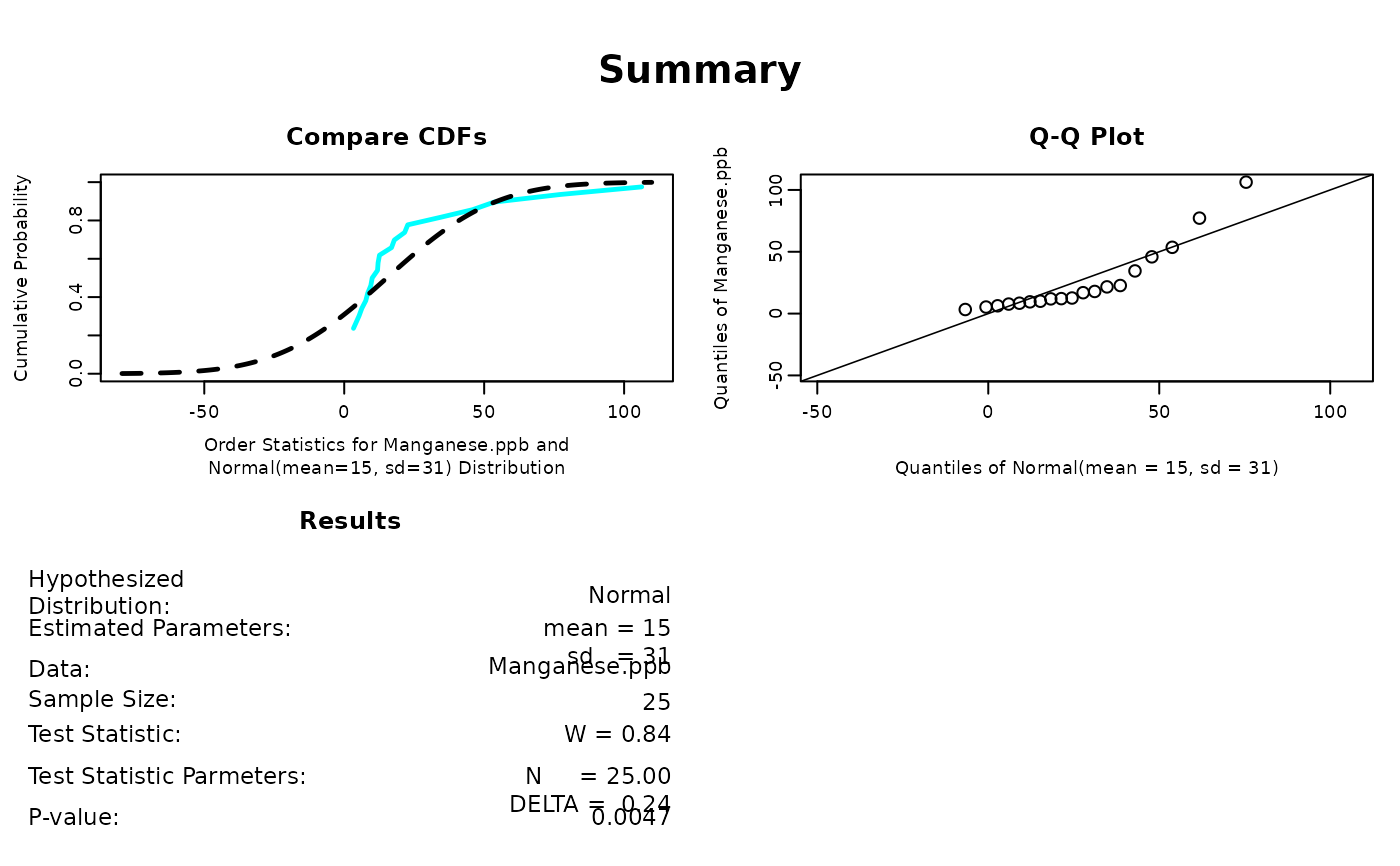 Summary
Compare CDFs
Cumulative Probability
0.0
0.4
0.8
-50
0
50
100
Order Statistics for Manganese.ppb and
Normal(mean=15, sd=31) Distribution
Q-Q Plot
Quantiles of Manganese.ppb
-50
0
50
100
-50
0
50
100
Quantiles of Normal(mean = 15, sd = 31)
Results
Hypothesized
Distribution:
Normal
Estimated Parameters:
mean = 15
sd = 31
Data:
Manganese.ppb
Sample Size:
25
Test Statistic:
W = 0.84
Test Statistic Parmeters:
N = 25.00
DELTA = 0.24
P-value:
0.0047